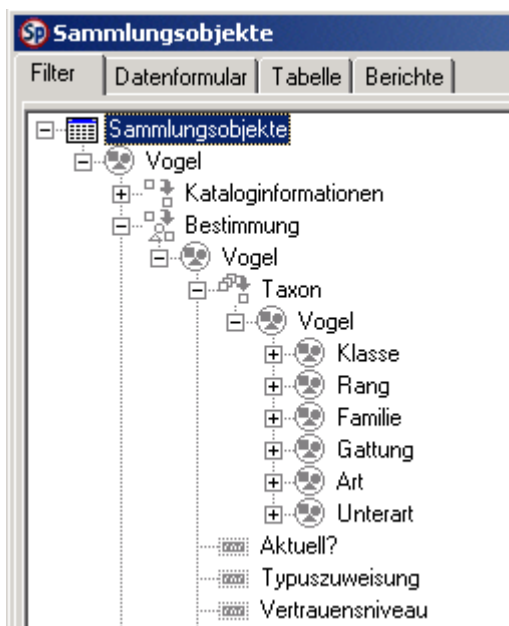 Sp Sammlungsobjekte
Filter Datenformular Tabelle Berichte
Sammlungsobjekte
Vogel
Kataloginformationen
Bestimmung
Vogel
Taxon
Vogel
Klasse
Rang
Familie
Gattung
Art
Unterart
Aktuell?
Typuszuweisung
Vertrauensniveau